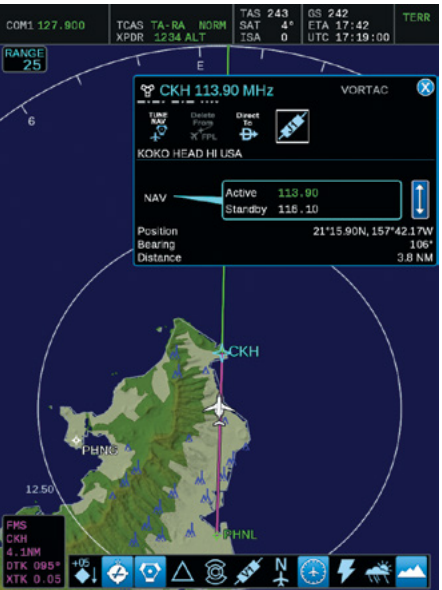 COM1 127.900
TCAS TA-RA NORM
XPDR 1234 ALT
TAS 243
SAT 4°
ISA 0
GS 242
ETA 17:42
UTC 17:19:00
TERR
RANGE
25
E
6
CKH 113.90 MHz
VORTAC
TUNE
NAV
Delete
From
FPL
Direct
To
KOKO HEAD HI USA
NAV
Active 113.90
Standby 116.10
Position 21°15.90N, 157°42.17W
Bearing 106°
Distance 3.8 NM
CKH
PHNG
12.50
PHNL
FMS
CKH
4.1NM
DTK 095°
XTK 0.05
+05
N